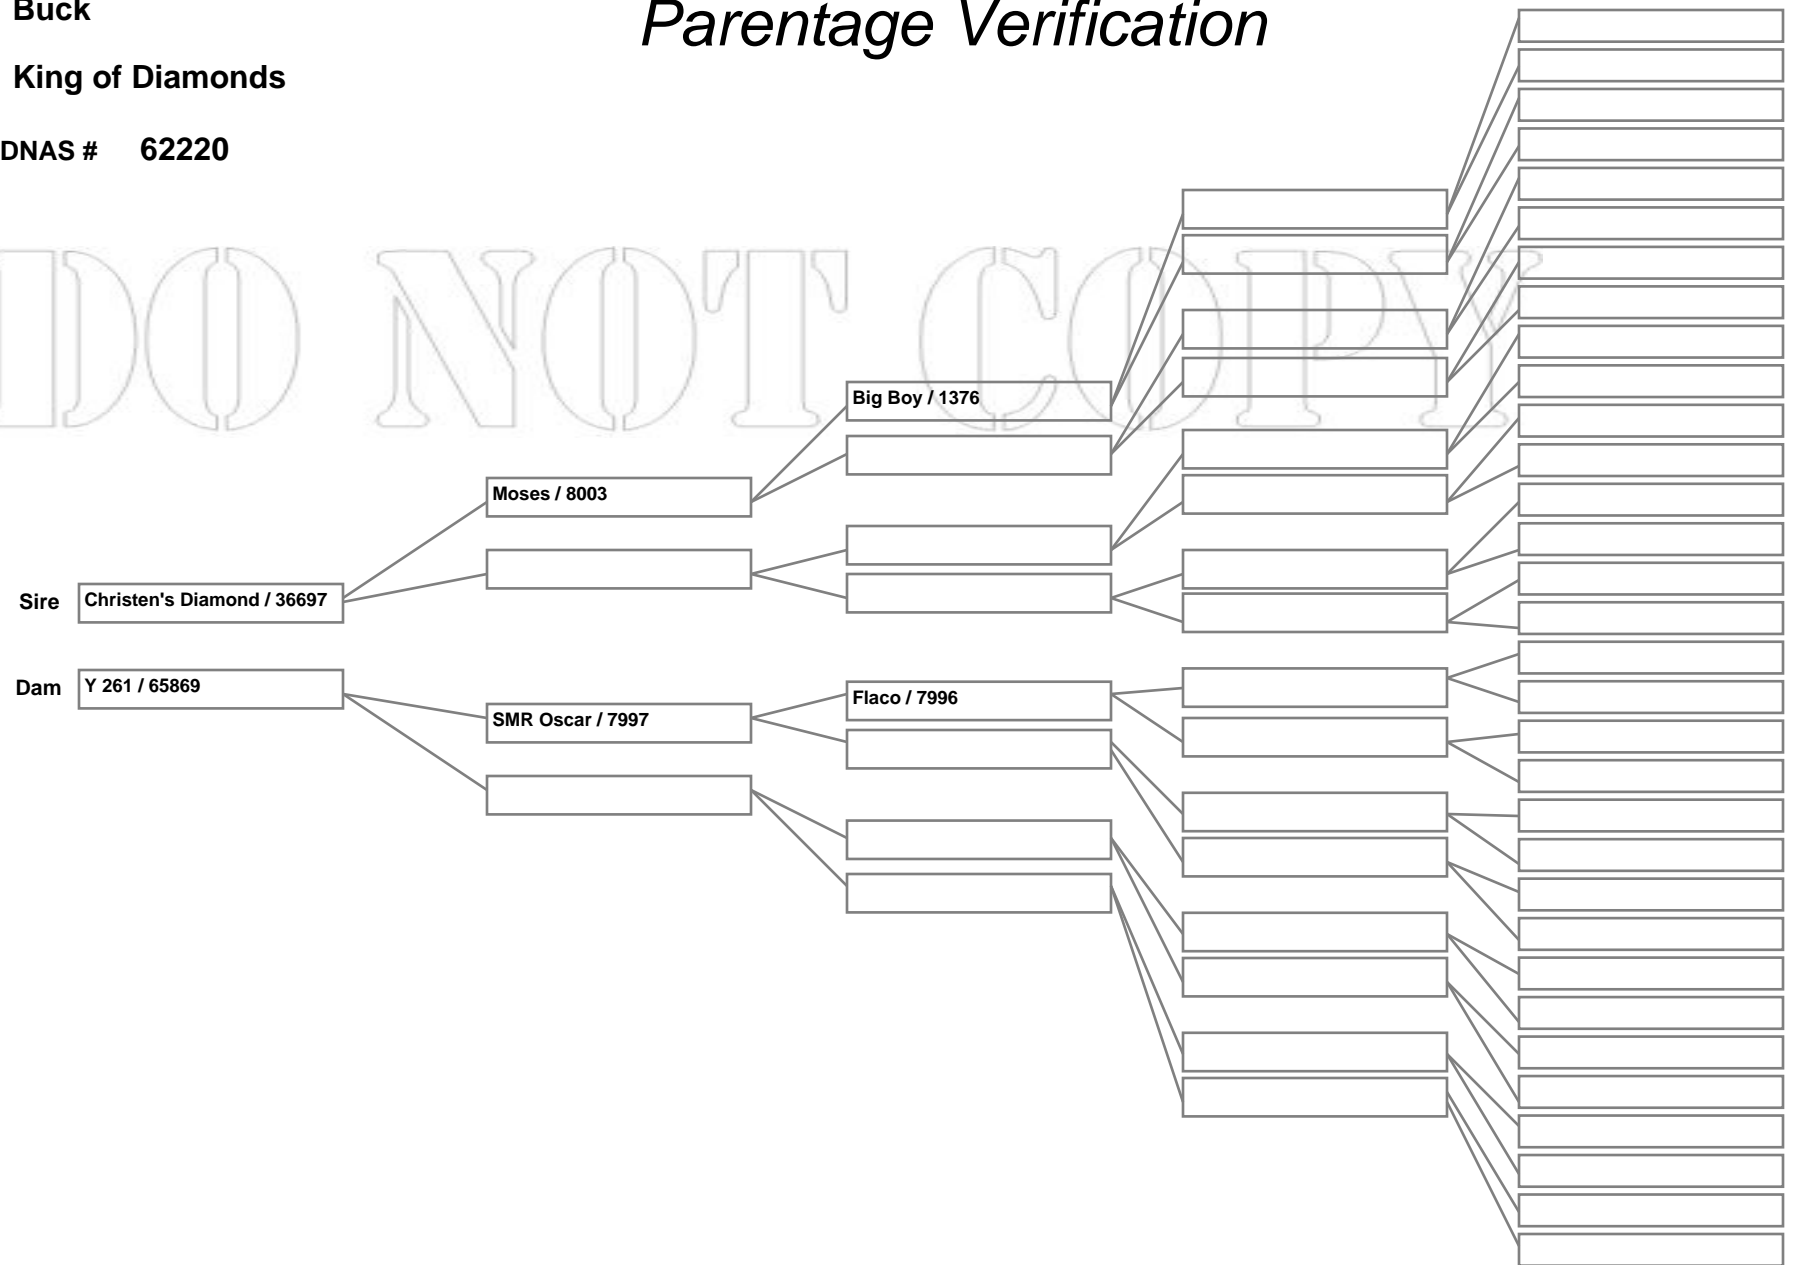 Buck
Parentage Verification
King of Diamonds
DNAS # 62220
DO NOT COPY
Big Boy / 1376
Moses / 8003
Sire Christen's Diamond / 36697
Dam Y 261 / 65869
Flaco / 7996
SMR Oscar / 7997